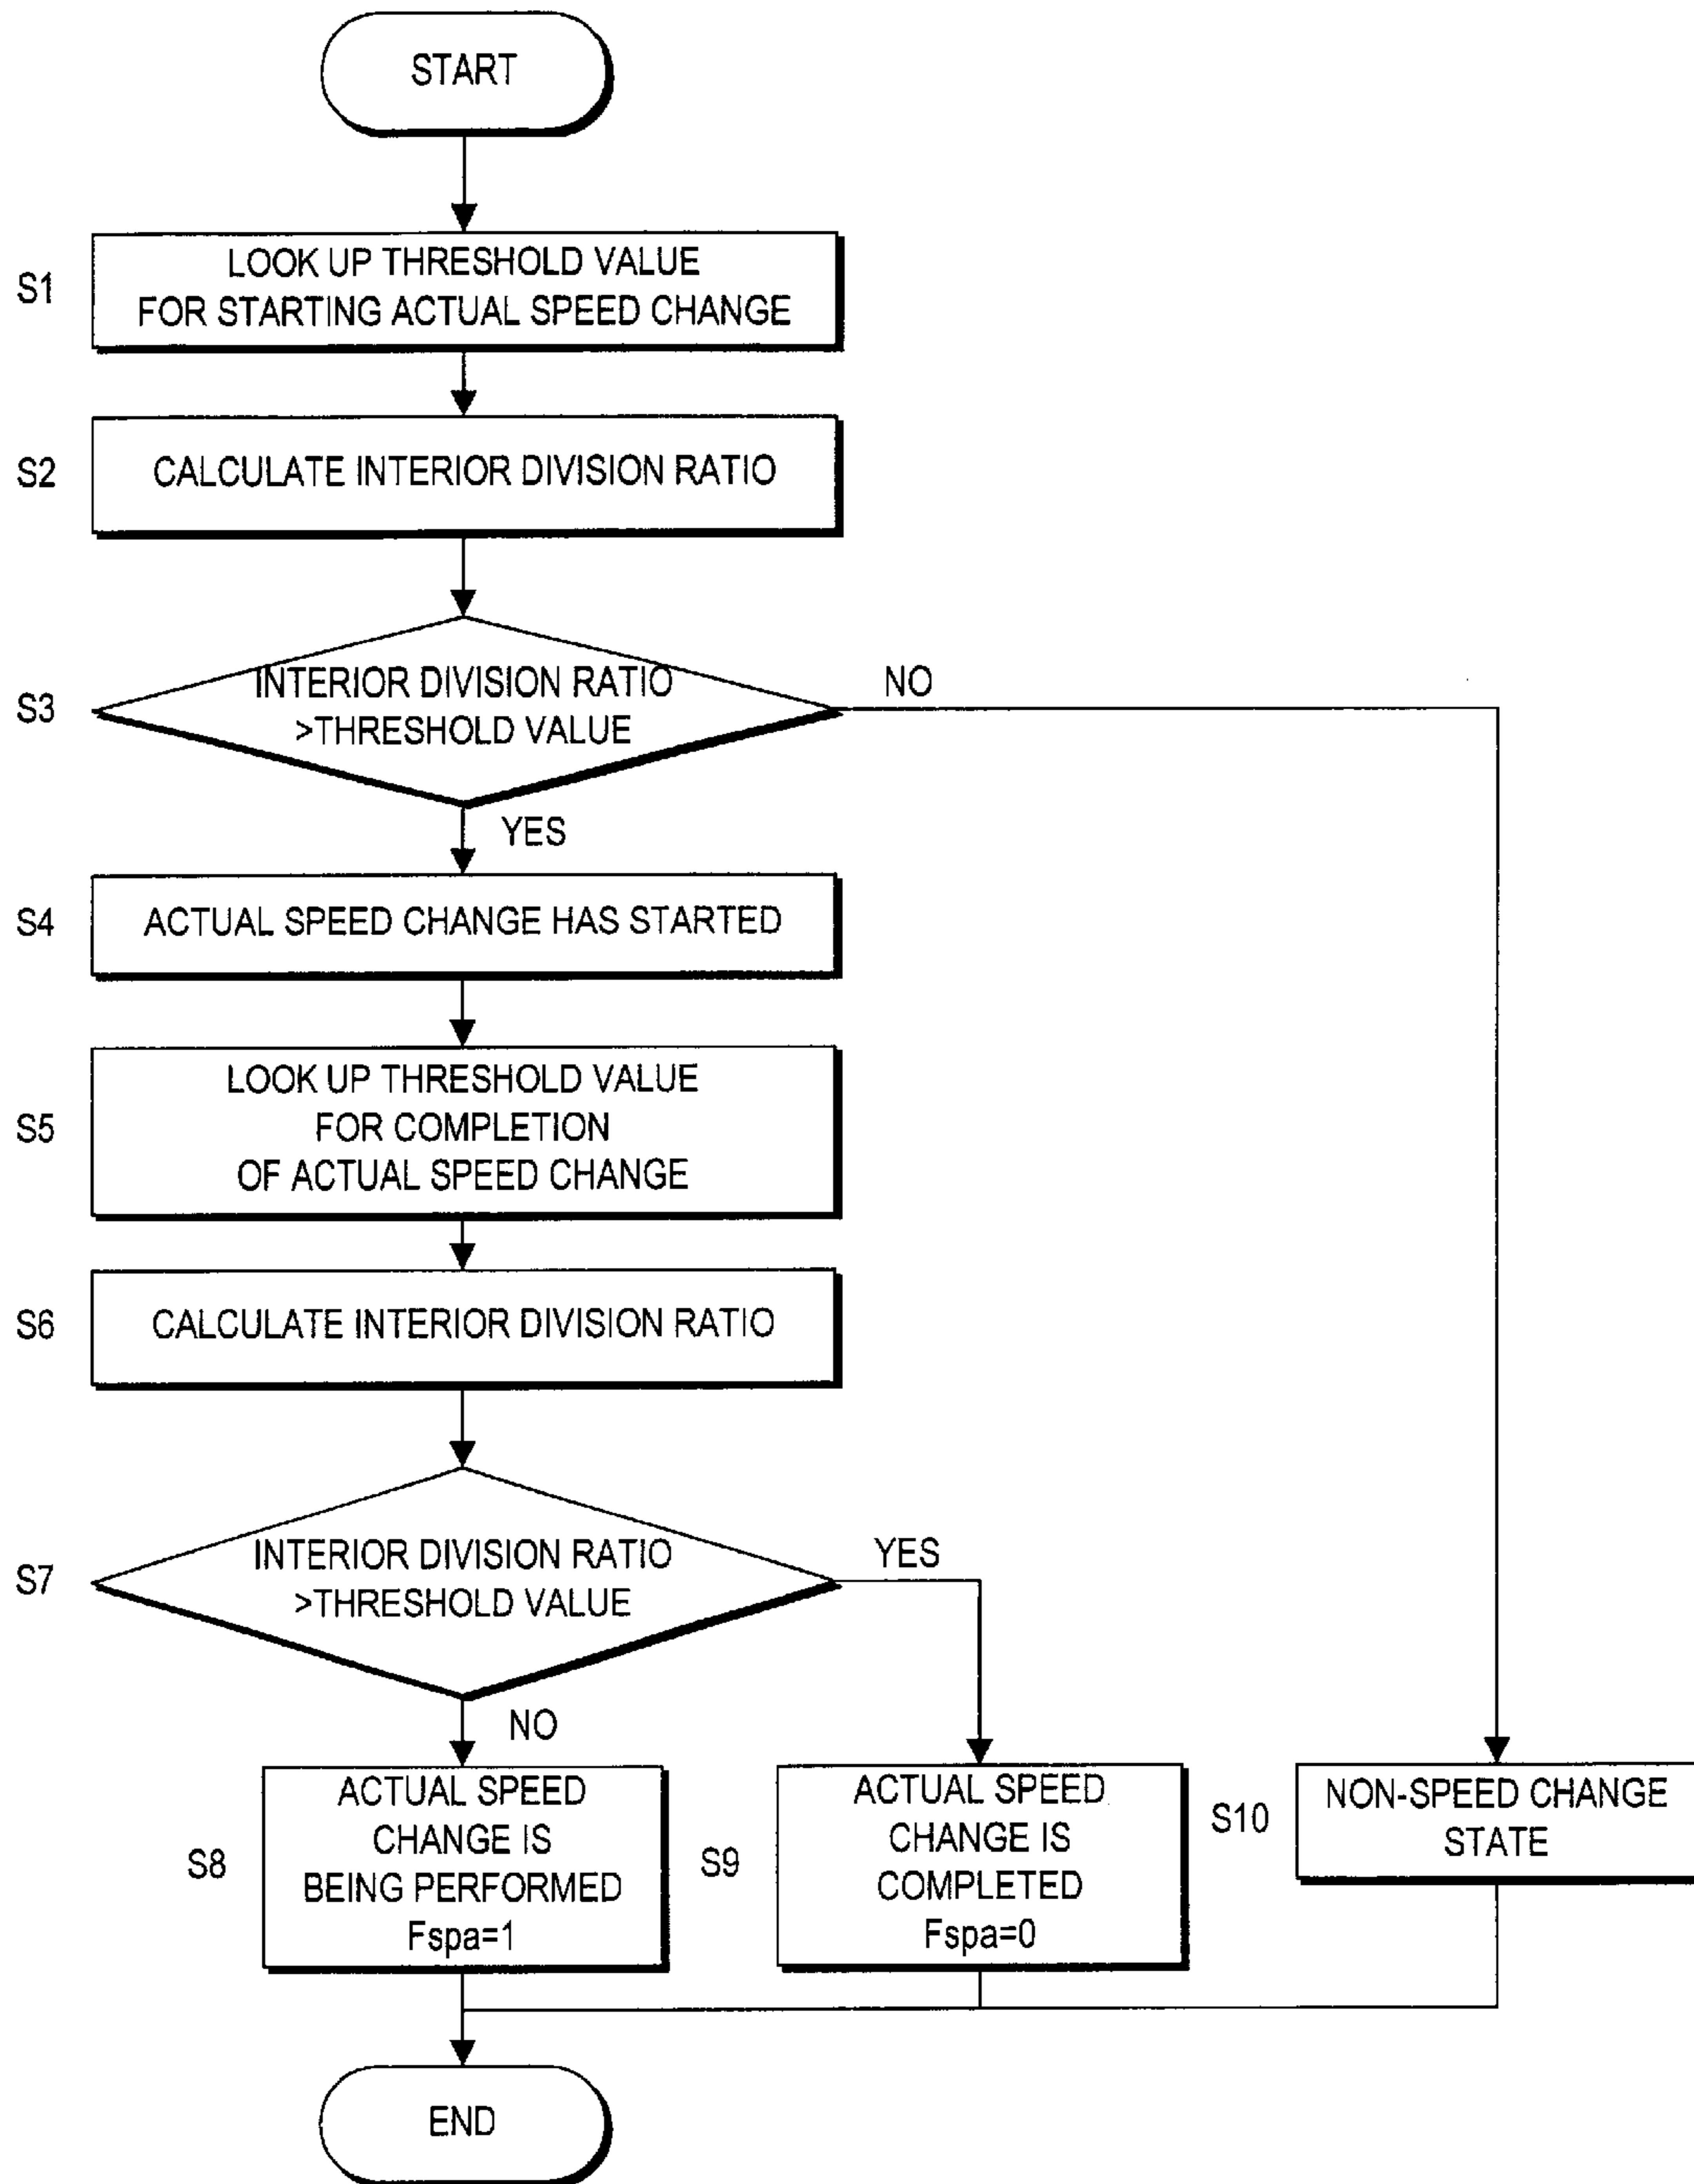 START
S1
LOOK UP THRESHOLD VALUE
FOR STARTING ACTUAL SPEED CHANGE
S2
CALCULATE INTERIOR DIVISION RATIO
S3
INTERIOR DIVISION RATIO
>THRESHOLD VALUE
NO
YES
S4
ACTUAL SPEED CHANGE HAS STARTED
S5
LOOK UP THRESHOLD VALUE
FOR COMPLETION
OF ACTUAL SPEED CHANGE
S6
CALCULATE INTERIOR DIVISION RATIO
S7
INTERIOR DIVISION RATIO
>THRESHOLD VALUE
YES
NO
S8
ACTUAL SPEED
CHANGE IS
BEING PERFORMED
Fspa=1
S9
ACTUAL SPEED
CHANGE IS
COMPLETED
Fspa=0
S10
NON-SPEED CHANGE
STATE
END